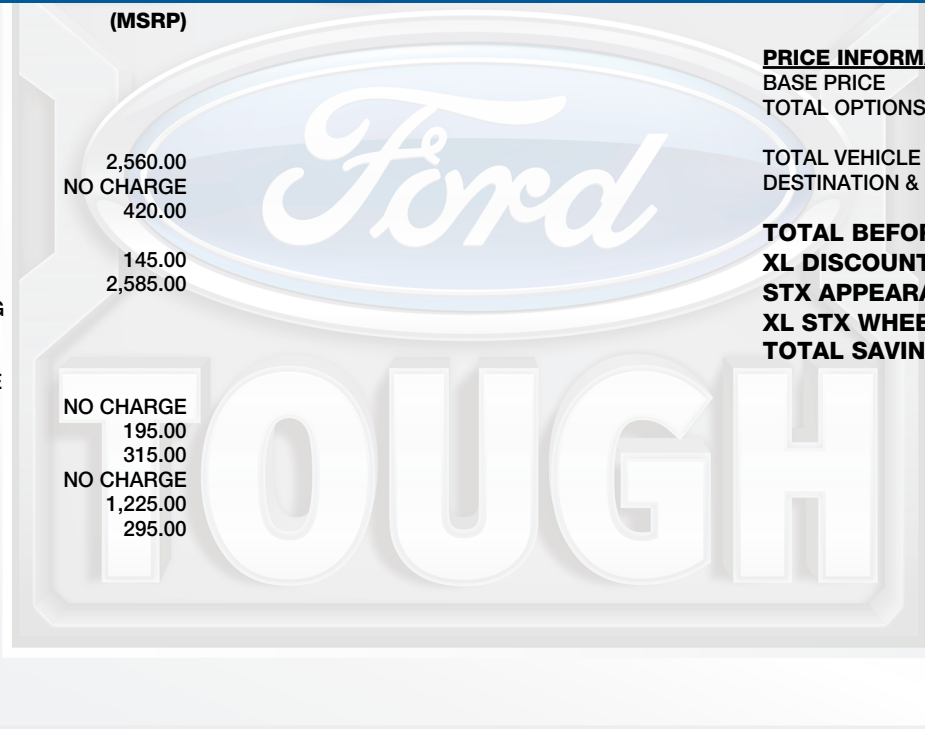 (MSRP)
2,560.00
NO CHARGE
420.00
145.00
2,585.00
G
E
NO CHARGE
195.00
315.00
NO CHARGE
1,225.00
295.00
Ford
TOUGH
PRICE INFORMA
BASE PRICE
TOTAL OPTIONS
TOTAL VEHICLE
DESTINATION &
TOTAL BEFOR
XL DISCOUNT
STX APPEARA
XL STX WHEE
TOTAL SAVIN